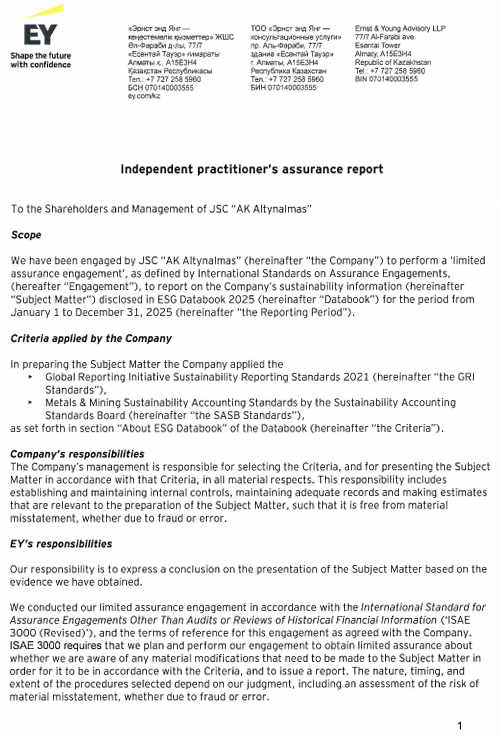 EY
Shape the future
with confidence
«Эрнст энд Янг —
кеңестемелік қызметтер» ЖШС
Әл-Фараби д-лы, 77/7
«Есентай Тауэр» ғимараты
Алматы қ., A15E3H4
Қазақстан Республикасы
Тел.: +7 727 258 5960
БСН 070140003555
ey.com/kz
ТОО «Эрнст энд Янг —
консультационные услуги»
пр. Аль-Фараби, 77/7
здание «Есентай Тауэр»
г. Алматы, A15E3H4
Республика Казахстан
Тел.: +7 727 258 5960
БИН 070140003555
Ernst & Young Advisory LLP
77/7 Al-Farabi ave.
Esentai Tower
Almaty, A15E3H4
Republic of Kazakhstan
Tel.: +7 727 258 5960
BIN 070140003555
Independent practitioner's assurance report
To the Shareholders and Management of JSC "AK Altynalmas"
Scope
We have been engaged by JSC "AK Altynalmas" (hereinafter "the Company") to perform a 'limited
assurance engagement', as defined by International Standards on Assurance Engagements,
(hereafter "Engagement"), to report on the Company's sustainability information (hereinafter
"Subject Matter") disclosed in ESG Databook 2025 (hereinafter "Databook") for the period from
January 1 to December 31, 2025 (hereinafter "the Reporting Period").
Criteria applied by the Company
In preparing the Subject Matter the Company applied the
‣ Global Reporting Initiative Sustainability Reporting Standards 2021 (hereinafter "the GRI
Standards"),
‣ Metals & Mining Sustainability Accounting Standards by the Sustainability Accounting
Standards Board (hereinafter "the SASB Standards"),
as set forth in section "About ESG Databook" of the Databook (hereinafter "the Criteria").
Company's responsibilities
The Company's management is responsible for selecting the Criteria, and for presenting the Subject
Matter in accordance with that Criteria, in all material respects. This responsibility includes
establishing and maintaining internal controls, maintaining adequate records and making estimates
that are relevant to the preparation of the Subject Matter, such that it is free from material
misstatement, whether due to fraud or error.
EY's responsibilities
Our responsibility is to express a conclusion on the presentation of the Subject Matter based on the
evidence we have obtained.
We conducted our limited assurance engagement in accordance with the International Standard for
Assurance Engagements Other Than Audits or Reviews of Historical Financial Information ('ISAE
3000 (Revised)'), and the terms of reference for this engagement as agreed with the Company.
ISAE 3000 requires that we plan and perform our engagement to obtain limited assurance about
whether we are aware of any material modifications that need to be made to the Subject Matter in
order for it to be in accordance with the Criteria, and to issue a report. The nature, timing, and
extent of the procedures selected depend on our judgment, including an assessment of the risk of
material misstatement, whether due to fraud or error.
1